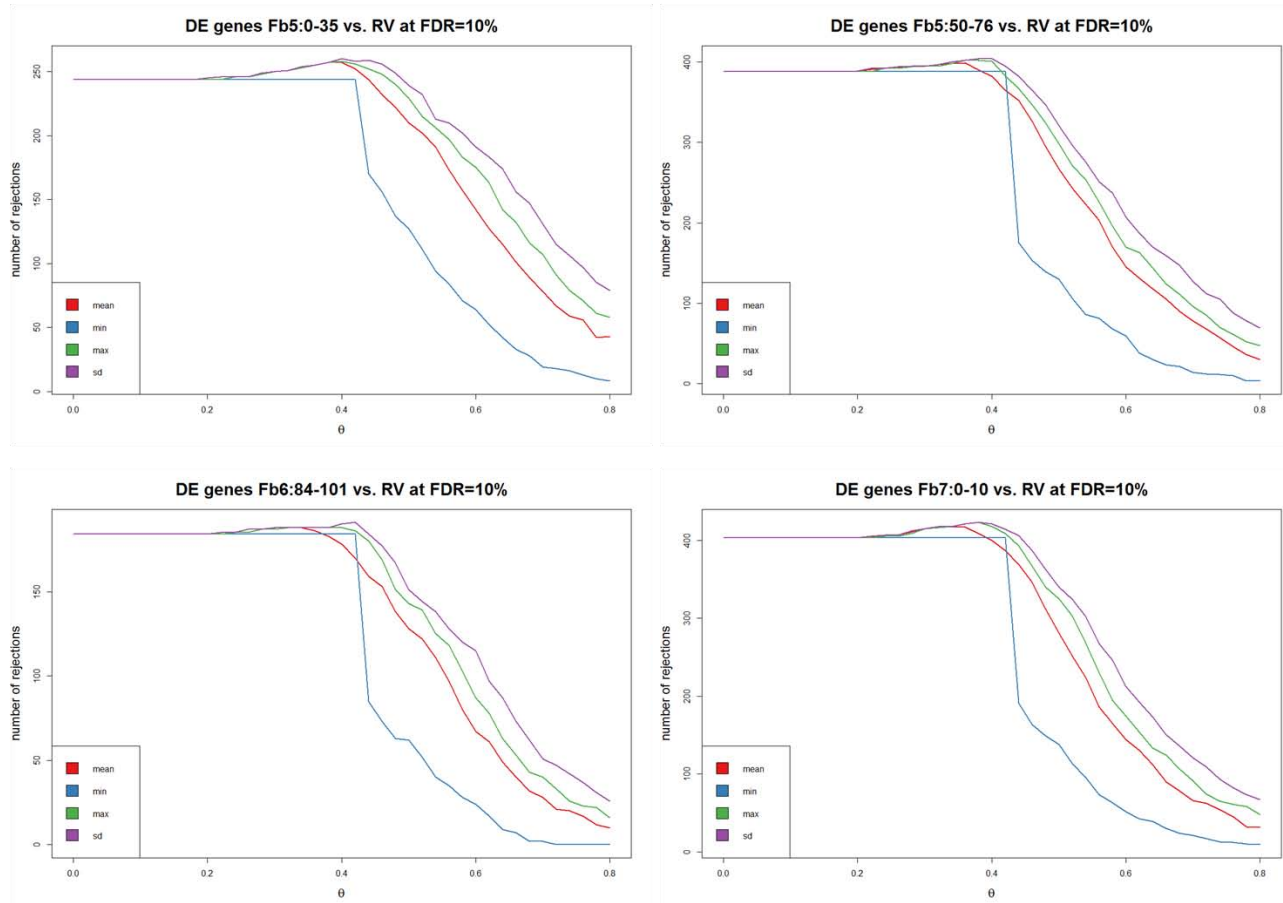 DE genes Fb5:0-35 vs. RV at FDR=10%
number of rejections
250
200
150
100
50
0
mean
min
max
sd
0.0 0.2 0.4 0.6 0.8
θ
DE genes Fb5:50-76 vs. RV at FDR=10%
number of rejections
400
300
200
100
0
mean
min
max
sd
0.0 0.2 0.4 0.6 0.8
θ
DE genes Fb6:84-101 vs. RV at FDR=10%
number of rejections
150
100
50
0
mean
min
max
sd
0.0 0.2 0.4 0.6 0.8
θ
DE genes Fb7:0-10 vs. RV at FDR=10%
number of rejections
400
300
200
100
0
mean
min
max
sd
0.0 0.2 0.4 0.6 0.8
θ